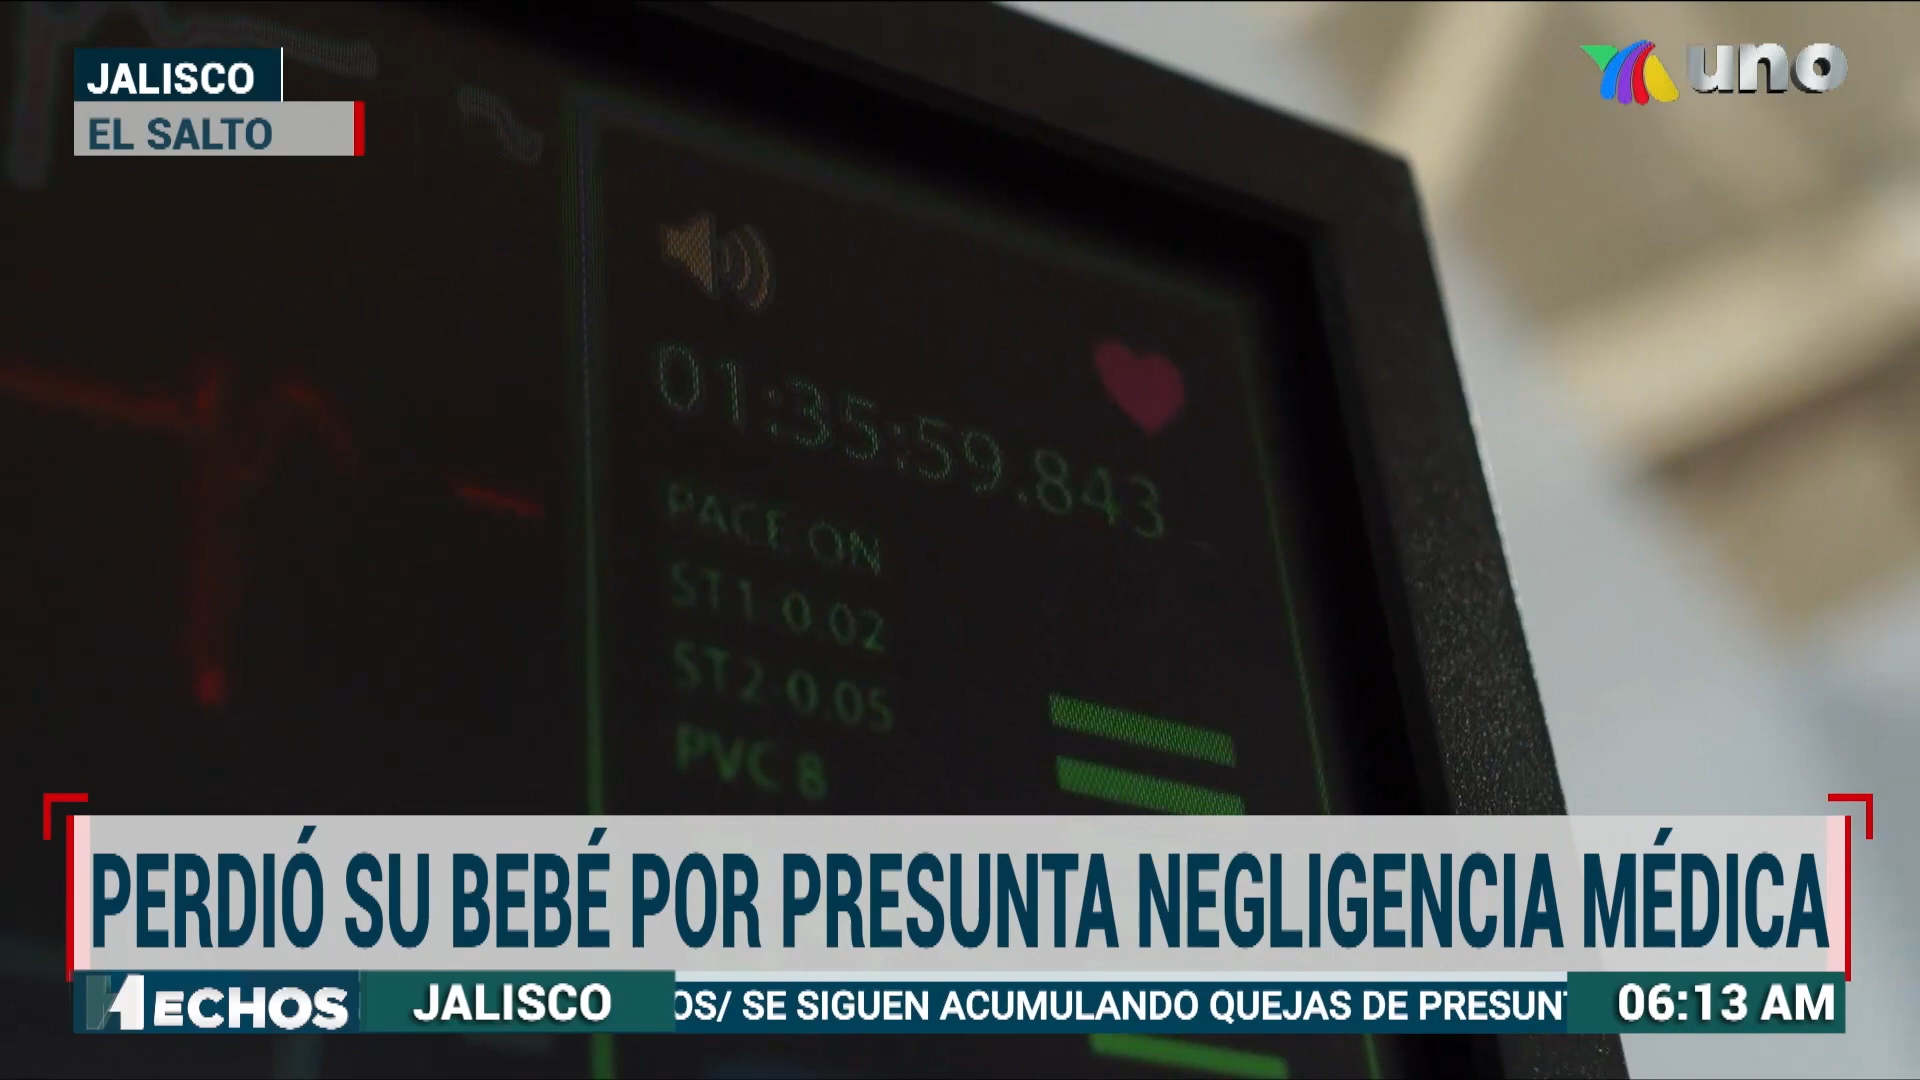 JALISCO
EL SALTO
uno
01:35:59.843
PACE ON
ST1 0.02
ST2 0.05
PVC 8
PERDIÓ SU BEBÉ POR PRESUNTA NEGLIGENCIA MÉDICA
HECHOS
JALISCO
OS/ SE SIGUEN ACUMULANDO QUEJAS DE PRESUN
06:13 AM